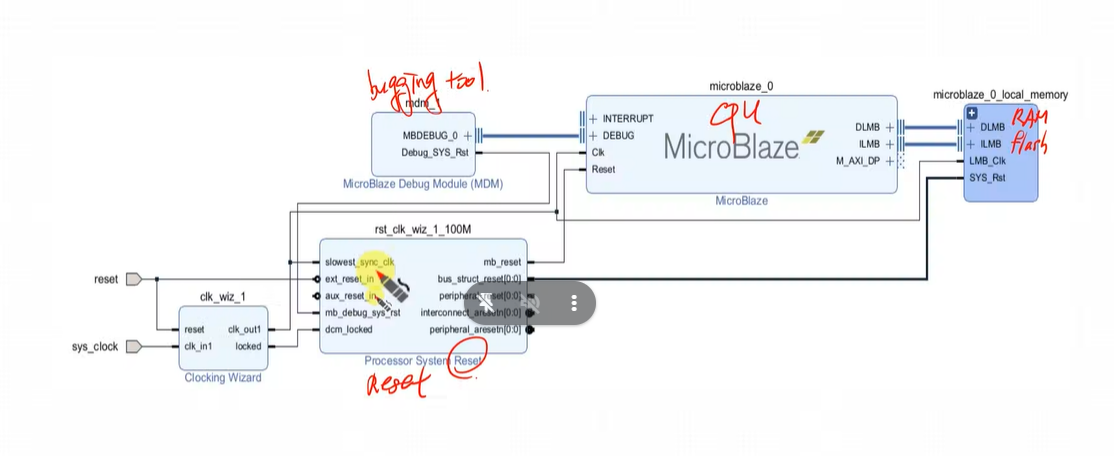 bugging tool.
mdm_1
MBDEBUG_0
Debug_SYS_Rst
MicroBlaze Debug Module (MDM)
microblaze_0
CPU
INTERRUPT
DEBUG
Clk
Reset
MicroBlaze
DLMB
ILMB
M_AXI_DP
MicroBlaze
microblaze_0_local_memory
DLMB
RAM
ILMB
flash
LMB_Clk
SYS_Rst
rst_clk_wiz_1_100M
slowest_sync_clk
ext_reset_in
aux_reset_in
mb_debug_sys_rst
dcm_locked
mb_reset
bus_struct_reset[0:0]
peripheral_reset[0:0]
interconnect_aresetn[0:0]
peripheral_aresetn[0:0]
Processor System Reset
Reset
reset
sys_clock
clk_wiz_1
reset
clk_in1
clk_out1
locked
Clocking Wizard